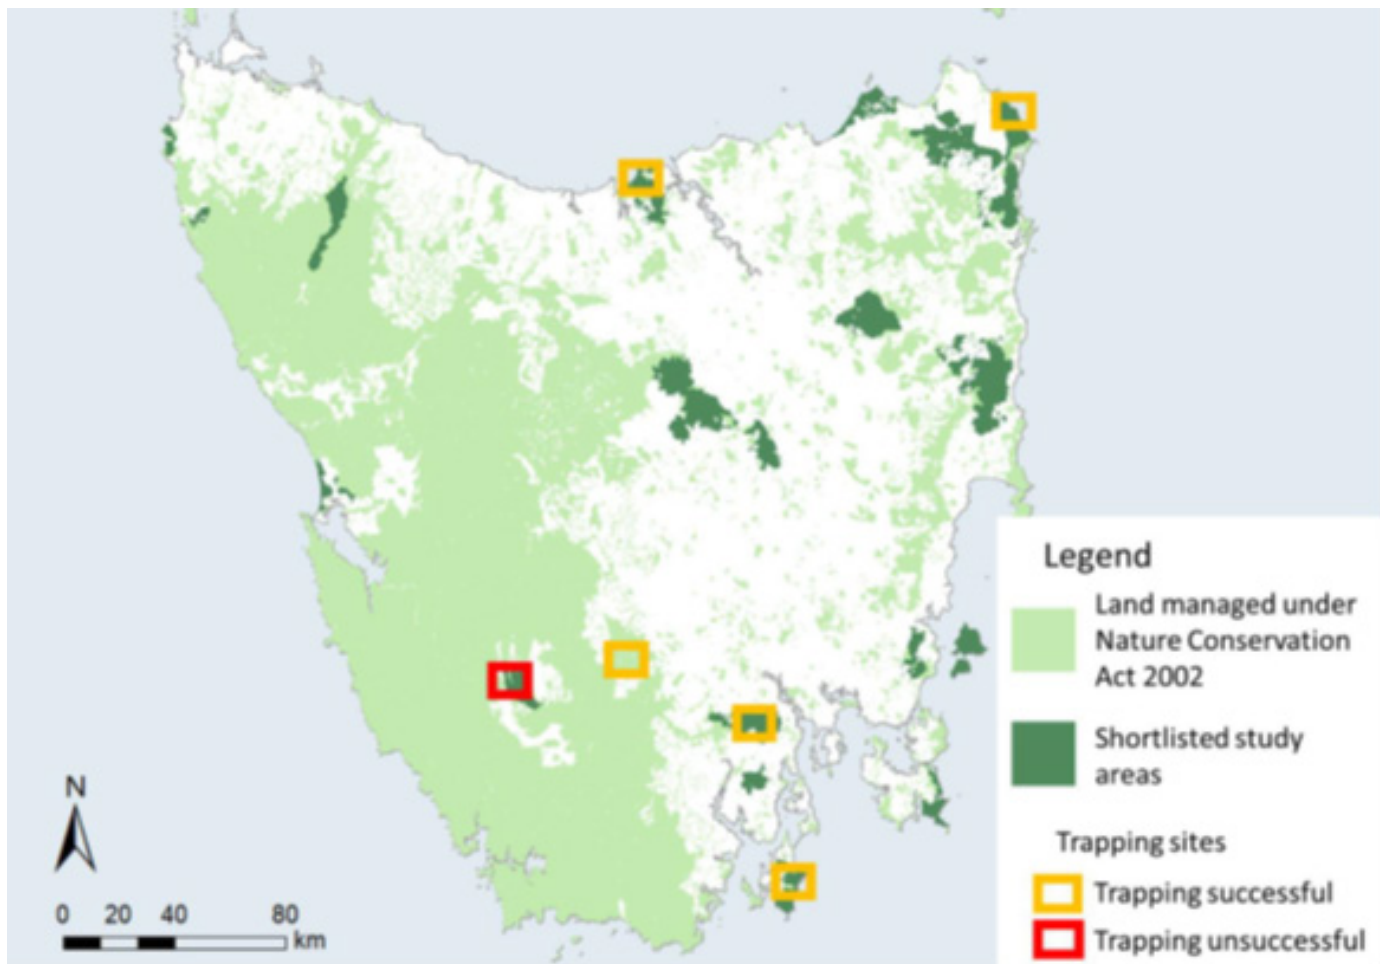 Legend
Land managed under
Nature Conservation
Act 2002
Shortlisted study
areas
Trapping sites
Trapping successful
Trapping unsuccessful
N
0 20 40 80
km